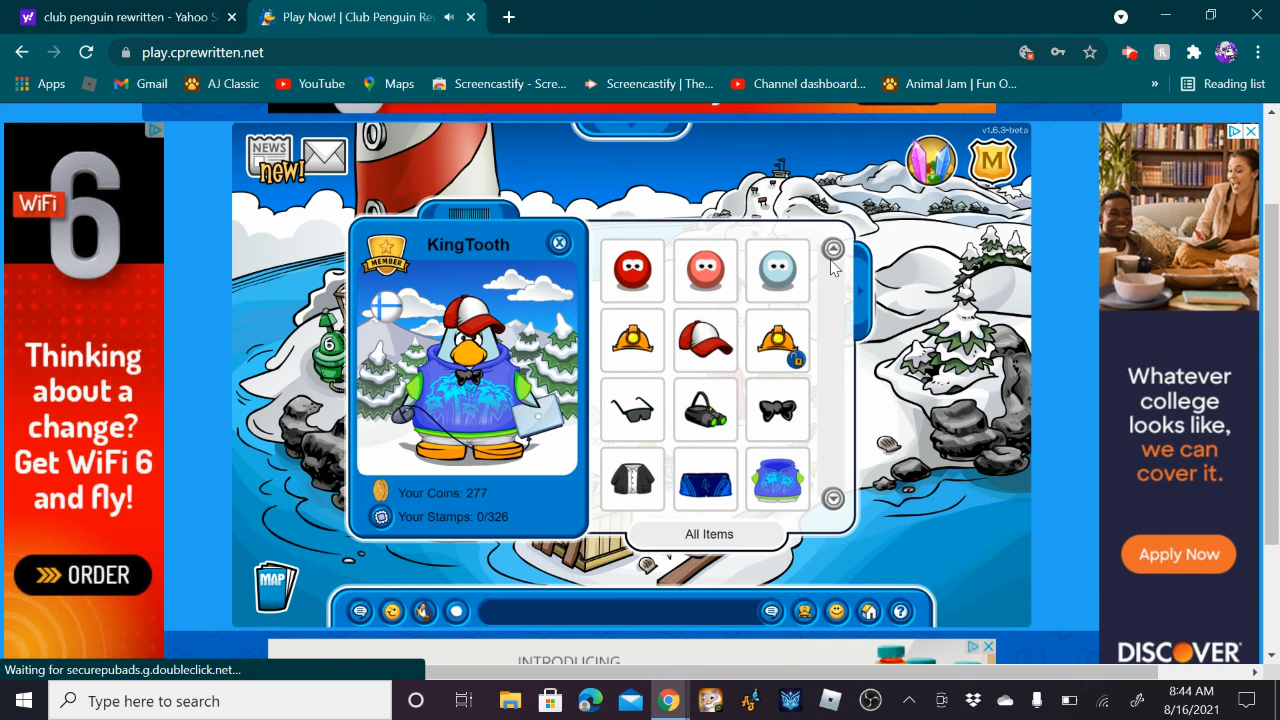 club penguin rewritten - Yahoo S
Play Now! | Club Penguin Rew
play.cprewritten.net
Apps
Gmail
AJ Classic
YouTube
Maps
Screencastify - Scre...
Screencastify | The...
Channel dashboard...
Animal Jam | Fun O...
»
Reading list
v1.6.3-beta
NEWS
new!
M
WiFi 6
Thinking
about a
change?
Get WiFi 6
and fly!
ORDER
KingTooth
MEMBER
6
Your Coins: 277
Your Stamps: 0/326
All Items
MAP
Whatever
college
looks like,
we can
cover it.
Apply Now
DISCOVER
INTRODUCING
Waiting for securepubads.g.doubleclick.net...
Type here to search
8:44 AM
8/16/2021